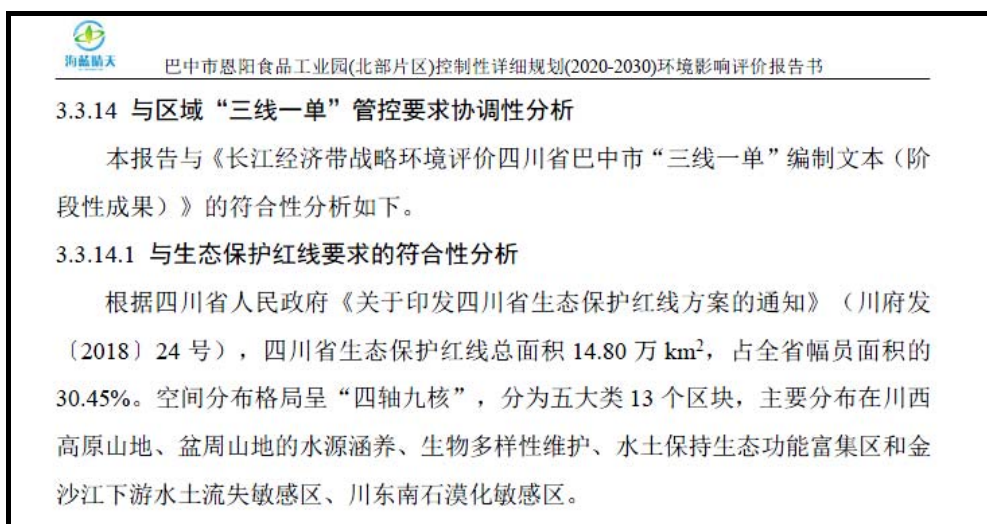 海蓝晴天
巴中市恩阳食品工业园(北部片区)控制性详细规划(2020-2030)环境影响评价报告书
3.3.14 与区域“三线一单”管控要求协调性分析
本报告与《长江经济带战略环境评价四川省巴中市“三线一单”编制文本（阶
段性成果）》的符合性分析如下。
3.3.14.1 与生态保护红线要求的符合性分析
根据四川省人民政府《关于印发四川省生态保护红线方案的通知》（川府发
〔2018〕24 号），四川省生态保护红线总面积 14.80 万 km²，占全省幅员面积的
30.45%。空间分布格局呈“四轴九核”，分为五大类 13 个区块，主要分布在川西
高原山地、盆周山地的水源涵养、生物多样性维护、水土保持生态功能富集区和金
沙江下游水土流失敏感区、川东南石漠化敏感区。